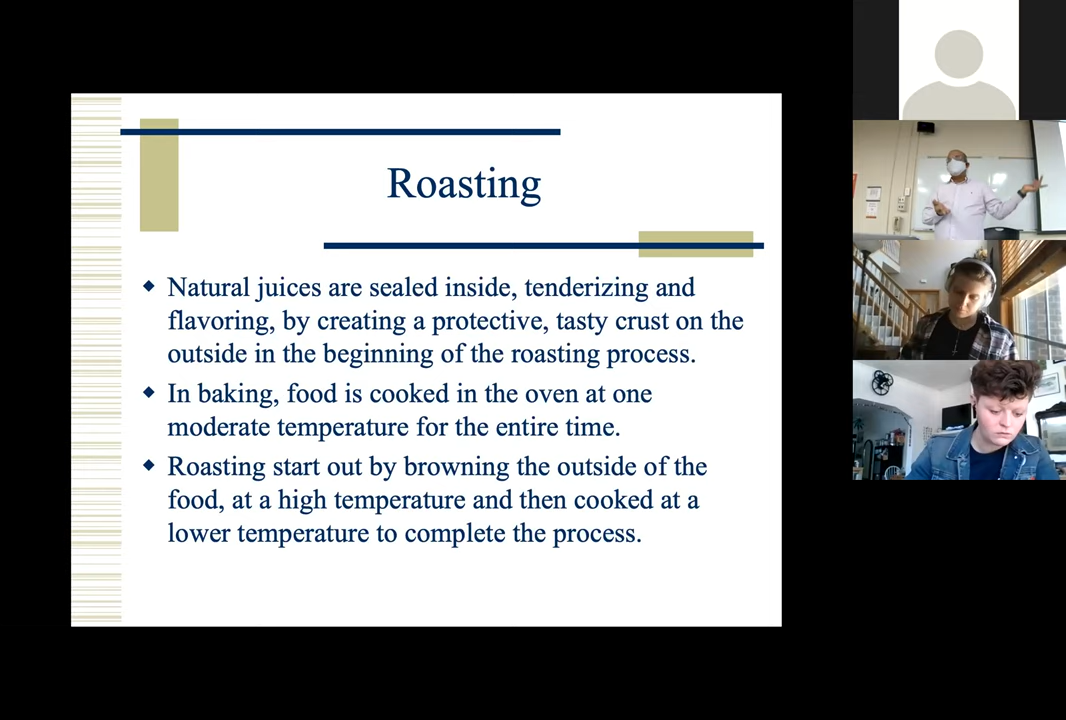 Roasting
Natural juices are sealed inside, tenderizing and
flavoring, by creating a protective, tasty crust on the
outside in the beginning of the roasting process.
In baking, food is cooked in the oven at one
moderate temperature for the entire time.
Roasting start out by browning the outside of the
food, at a high temperature and then cooked at a
lower temperature to complete the process.